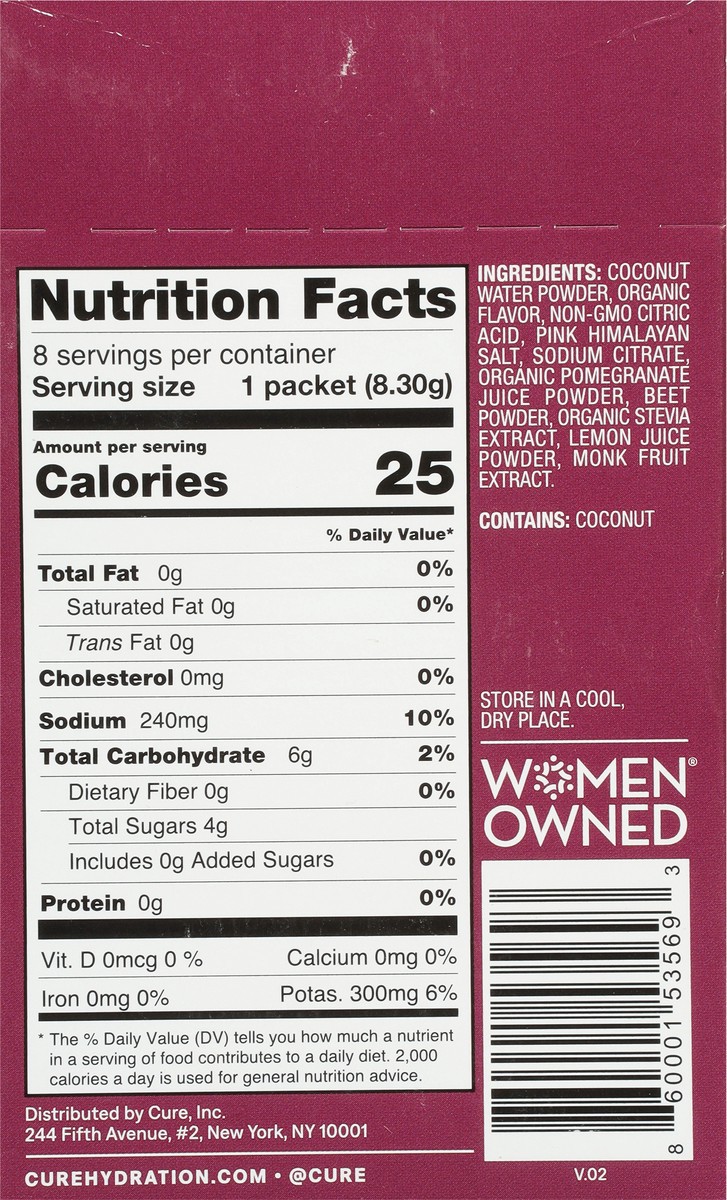 Nutrition Facts
8 servings per container
Serving size 1 packet (8.30g)
Amount per serving
Calories 25
% Daily Value*
Total Fat 0g 0%
Saturated Fat 0g 0%
Trans Fat 0g
Cholesterol 0mg 0%
Sodium 240mg 10%
Total Carbohydrate 6g 2%
Dietary Fiber 0g 0%
Total Sugars 4g
Includes 0g Added Sugars 0%
Protein 0g 0%
Vit. D 0mcg 0 % Calcium 0mg 0%
Iron 0mg 0% Potas. 300mg 6%
* The % Daily Value (DV) tells you how much a nutrient
in a serving of food contributes to a daily diet. 2,000
calories a day is used for general nutrition advice.
Distributed by Cure, Inc.
244 Fifth Avenue, #2, New York, NY 10001
CUREHYDRATION.COM • @CURE
INGREDIENTS: COCONUT
WATER POWDER, ORGANIC
FLAVOR, NON-GMO CITRIC
ACID, PINK HIMALAYAN
SALT, SODIUM CITRATE,
ORGANIC POMEGRANATE
JUICE POWDER, BEET
POWDER, ORGANIC STEVIA
EXTRACT, LEMON JUICE
POWDER, MONK FRUIT
EXTRACT.
CONTAINS: COCONUT
STORE IN A COOL,
DRY PLACE.
WOMEN®
OWNED
8 60001 53569 3
V.02